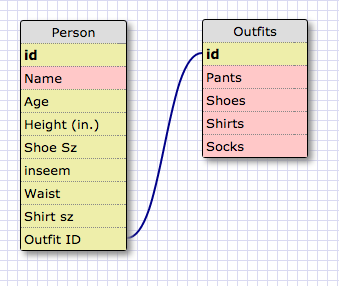 Person
id
Name
Age
Height (in.)
Shoe Sz
inseem
Waist
Shirt sz
Outfit ID
Outfits
id
Pants
Shoes
Shirts
Socks